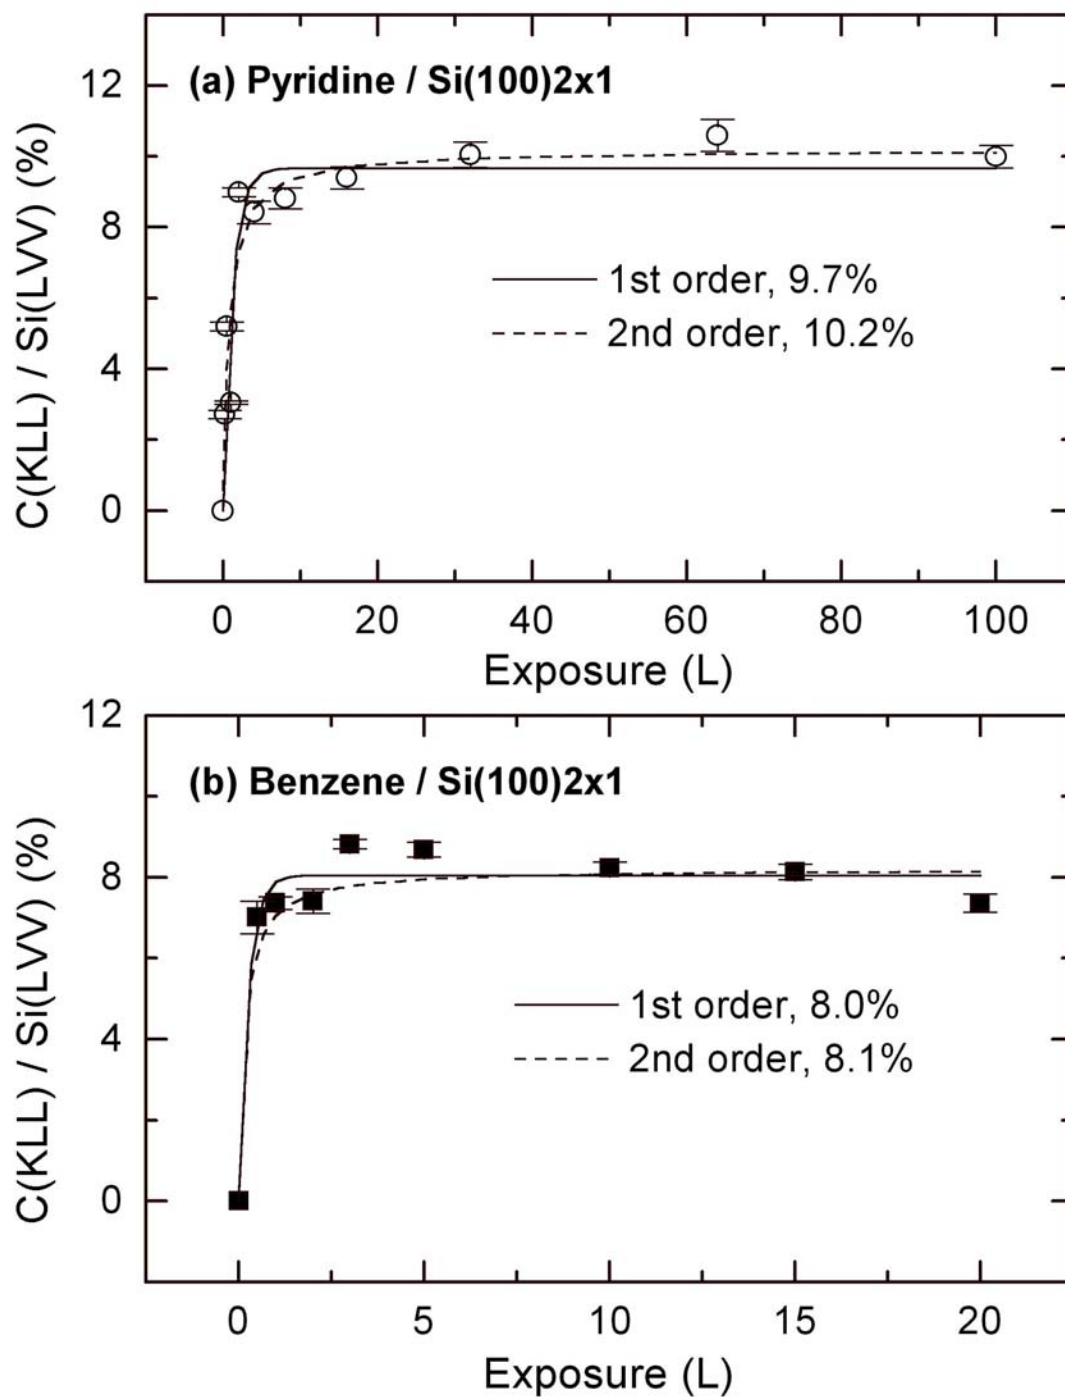 (a) Pyridine / Si(100)2x1
C(KLL) / Si(LVV) (%)
12
8
4
0
1st order, 9.7%
2nd order, 10.2%
0 20 40 60 80 100
Exposure (L)
(b) Benzene / Si(100)2x1
C(KLL) / Si(LVV) (%)
12
8
4
0
1st order, 8.0%
2nd order, 8.1%
0 5 10 15 20
Exposure (L)